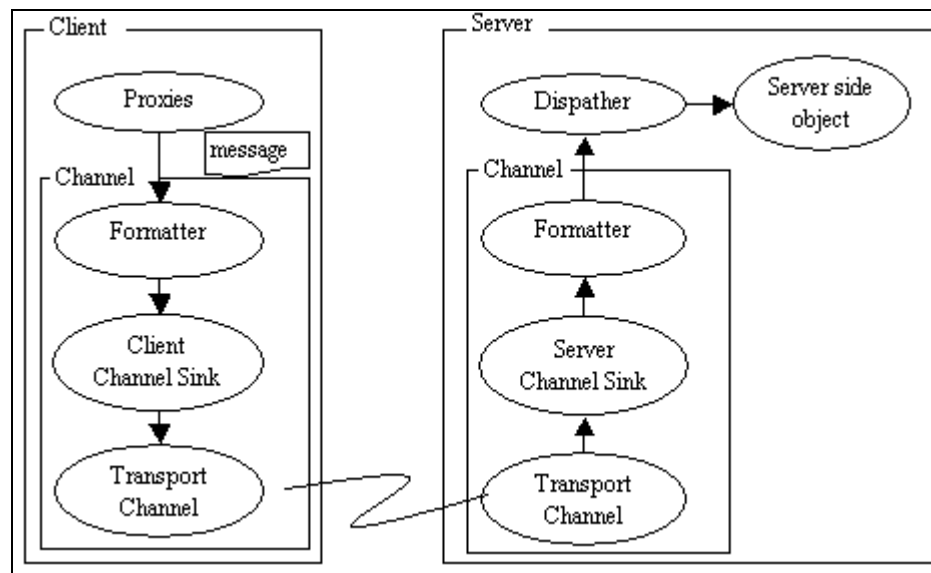 Client
Proxies
message
Channel
Formatter
Client
Channel Sink
Transport
Channel
Server
Dispather
Server side
object
Channel
Formatter
Server
Channel Sink
Transport
Channel